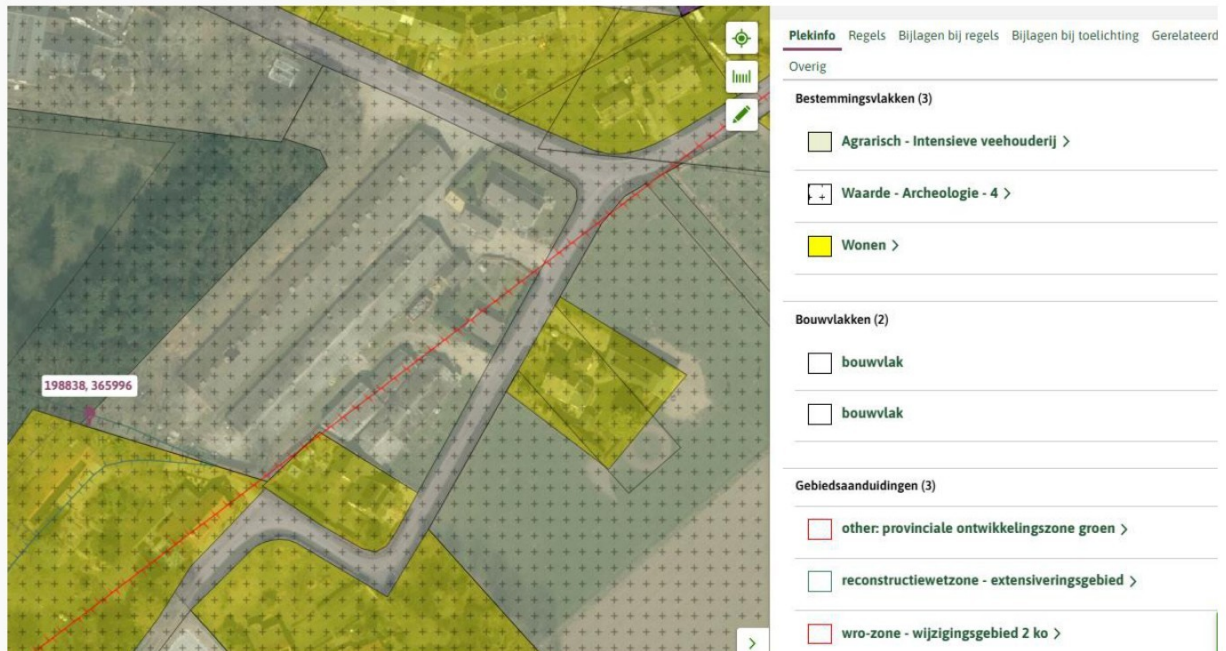 Plekinfo Regels Bijlagen bij regels Bijlagen bij toelichting Gerelateerd
Overig
Bestemmingsvlakken (3)
Agrarisch - Intensieve veehouderij >
Waarde - Archeologie - 4 >
Wonen >
Bouwvlakken (2)
bouwvlak
bouwvlak
Gebiedsaanduidingen (3)
other: provinciale ontwikkelingszone groen >
reconstructiewetzone - extensiveringsgebied >
wro-zone - wijzigingsgebied 2 ko >
198838, 365996